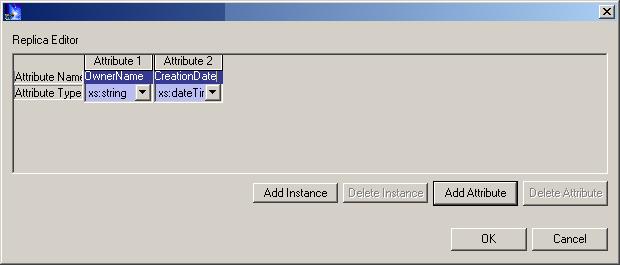 Replica Editor
Attribute 1 Attribute 2
Attribute Name OwnerName CreationDate
Attribute Type xs:string xs:dateTir
Add Instance Delete Instance Add Attribute Delete Attribute
OK Cancel